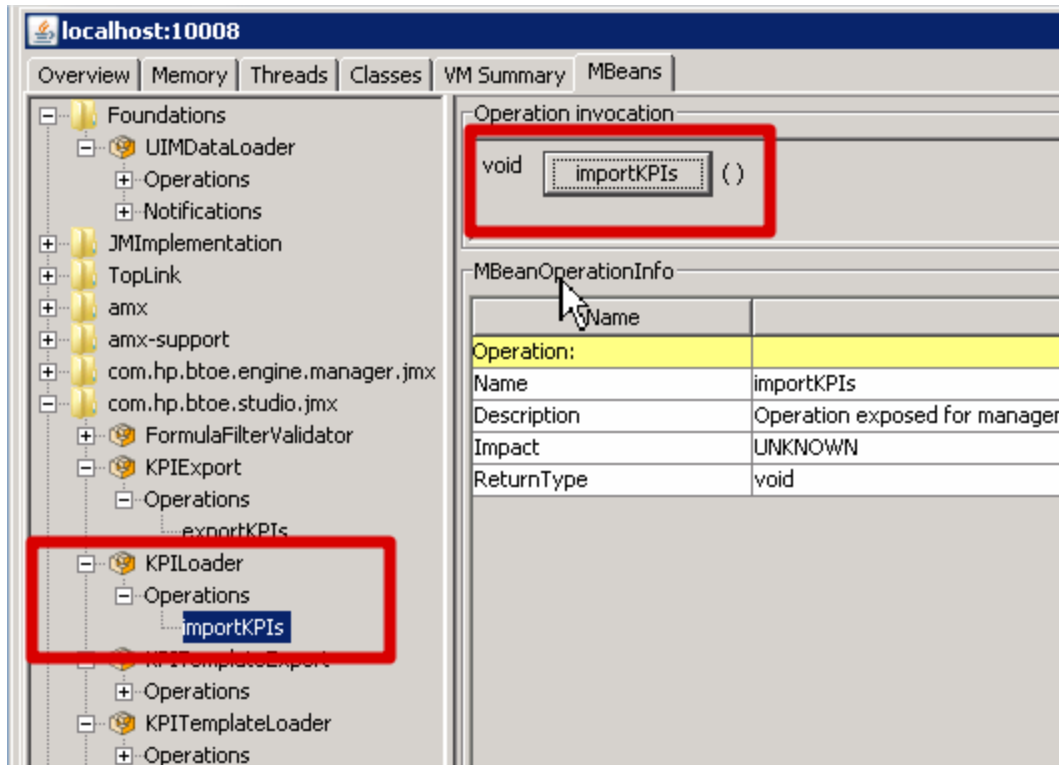 localhost:10008
Overview Memory Threads Classes VM Summary MBeans
Foundations
UIMDataLoader
Operations
Notifications
JMImplementation
TopLink
amx
amx-support
com.hp.btoe.engine.manager.jmx
com.hp.btoe.studio.jmx
FormulaFilterValidator
KPIExport
Operations
exportKPIs
KPILoader
Operations
importKPIs
KPITemplateExport
Operations
KPITemplateLoader
Operations
Operation invocation
void importKPIs ( )
MBeanOperationInfo
Name
Operation:
Name importKPIs
Description Operation exposed for manager
Impact UNKNOWN
ReturnType void